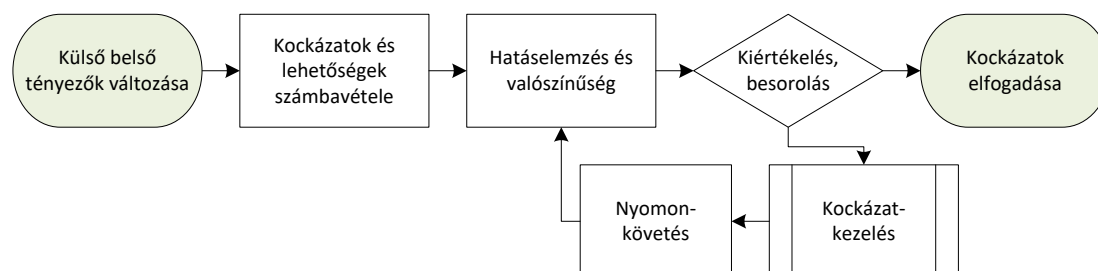 Külső belső
tényezők változása
Kockázatok és
lehetőségek
számbavétele
Hatáselemzés és
valószínűség
Kiértékelés,
besorolás
Kockázatok
elfogadása
Nyomon-
követés
Kockázat-
kezelés